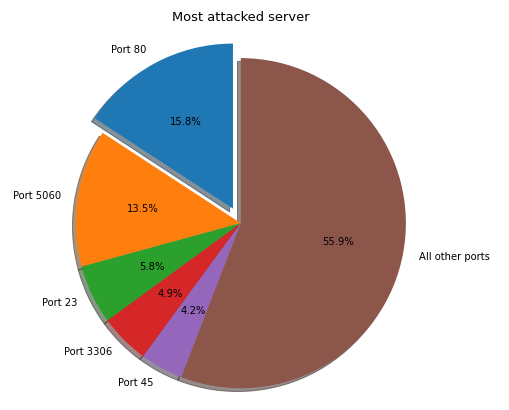 Most attacked server
Port 80
15.8%
Port 5060
13.5%
5.8%
Port 23
4.9%
Port 3306
4.2%
Port 45
55.9%
All other ports